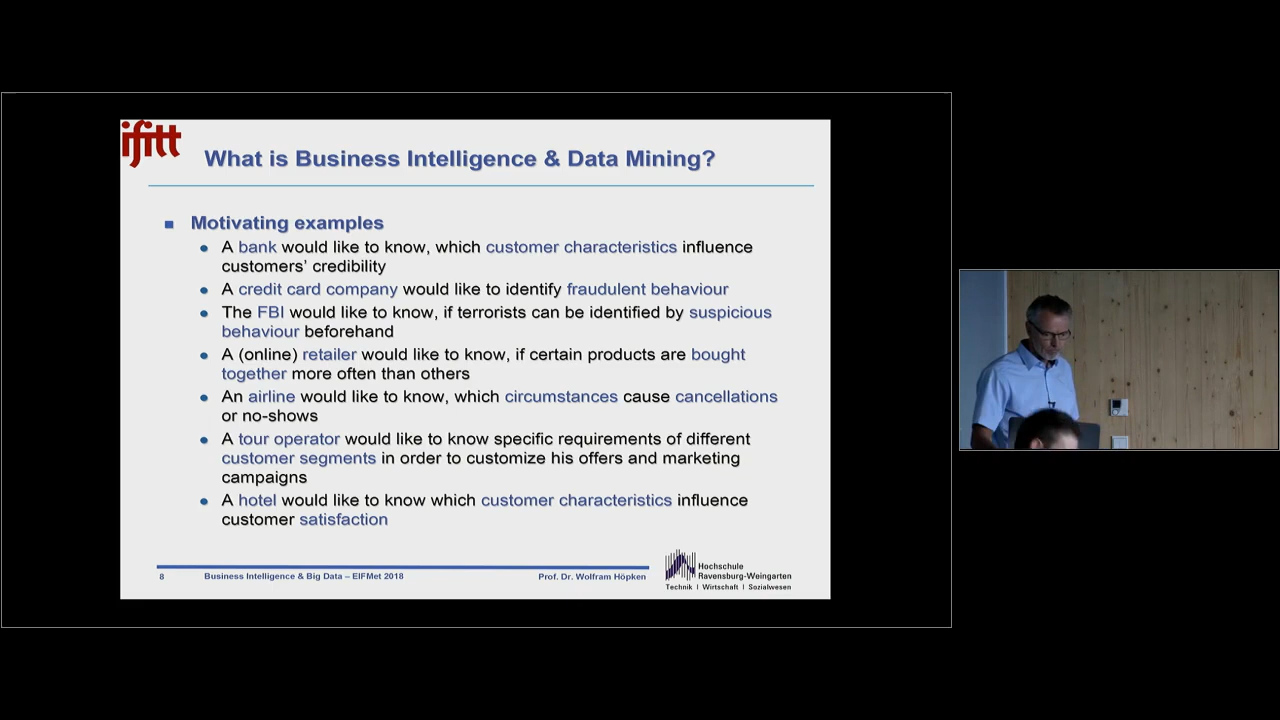 ifitt
What is Business Intelligence & Data Mining?
Motivating examples
A bank would like to know, which customer characteristics influence
customers' credibility
A credit card company would like to identify fraudulent behaviour
The FBI would like to know, if terrorists can be identified by suspicious
behaviour beforehand
A (online) retailer would like to know, if certain products are bought
together more often than others
An airline would like to know, which circumstances cause cancellations
or no-shows
A tour operator would like to know specific requirements of different
customer segments in order to customize his offers and marketing
campaigns
A hotel would like to know which customer characteristics influence
customer satisfaction
8 Business Intelligence & Big Data – EIFMet 2018 Prof. Dr. Wolfram Höpken
Hochschule
Ravensburg-Weingarten
Technik | Wirtschaft | Sozialwesen